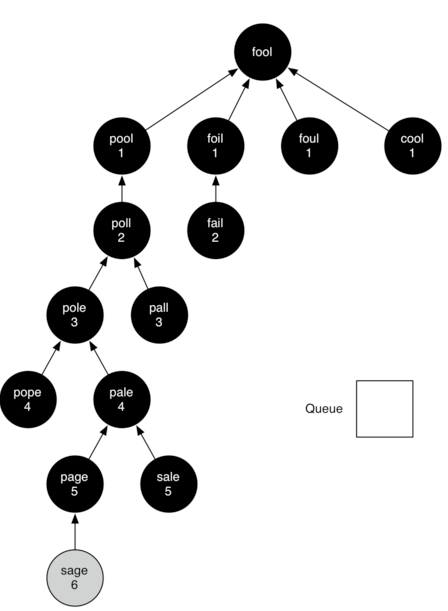 fool
pool
1
foil
1
foul
1
cool
1
poll
2
fail
2
pole
3
pall
3
pope
4
pale
4
Queue
page
5
sale
5
sage
6